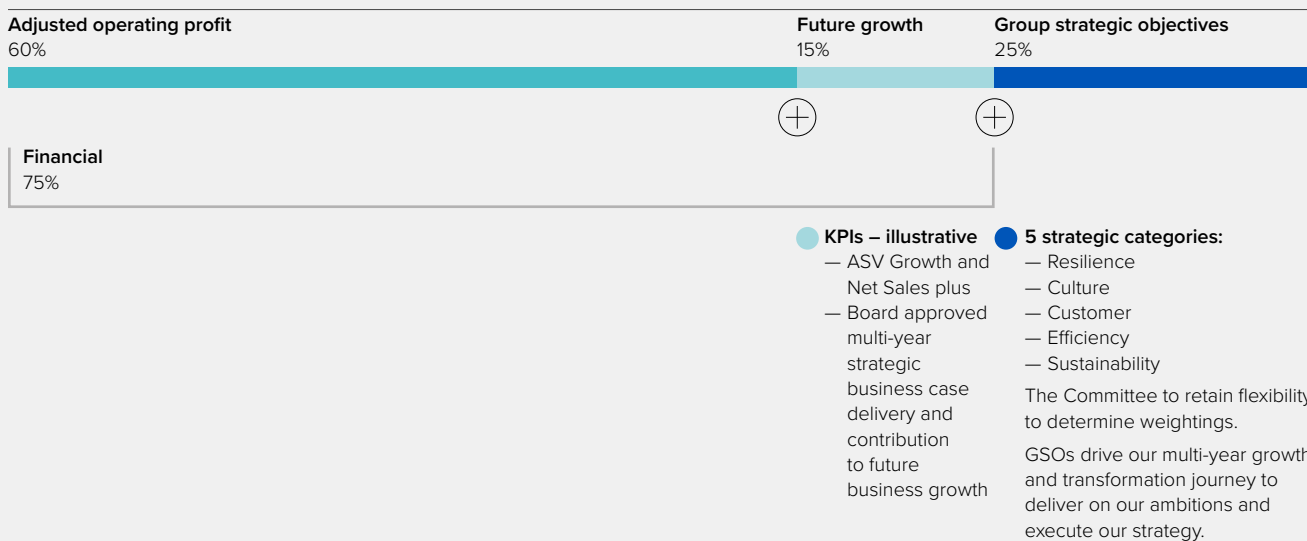 Adjusted operating profit
60%
Future growth
15%
Group strategic objectives
25%
Financial
75%
KPIs – illustrative
— ASV Growth and
Net Sales plus
— Board approved
multi-year
strategic
business case
delivery and
contribution
to future
business growth
5 strategic categories:
— Resilience
— Culture
— Customer
— Efficiency
— Sustainability
The Committee to retain flexibility
to determine weightings.
GSOs drive our multi-year growth
and transformation journey to
deliver on our ambitions and
execute our strategy.